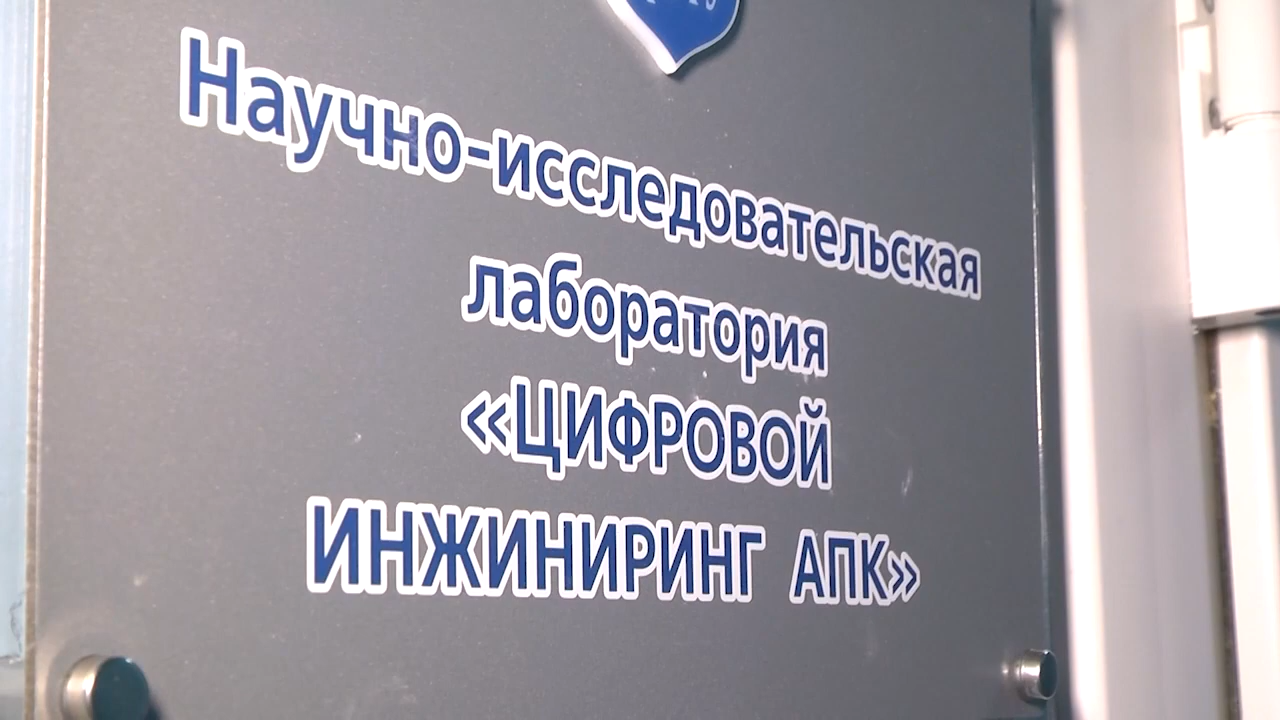 Научно-исследовательская
лаборатория
«ЦИФРОВОЙ
ИНЖИНИРИНГ АПК»